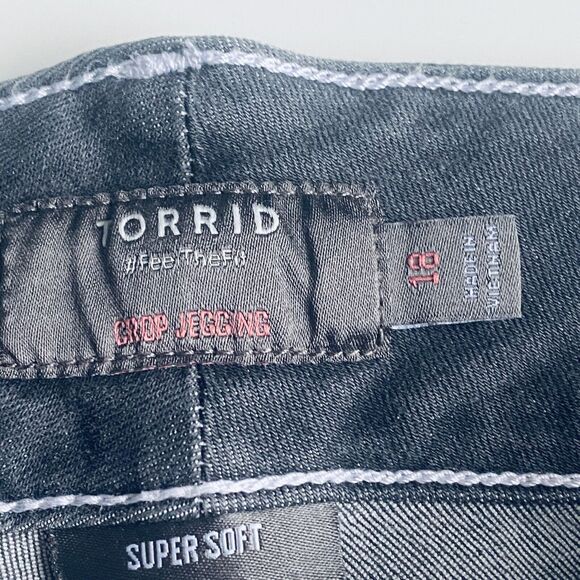 TORRID
#FeelTheFit
CROP JEGGING
18
MADE IN
VIETNAM
SUPER SOFT